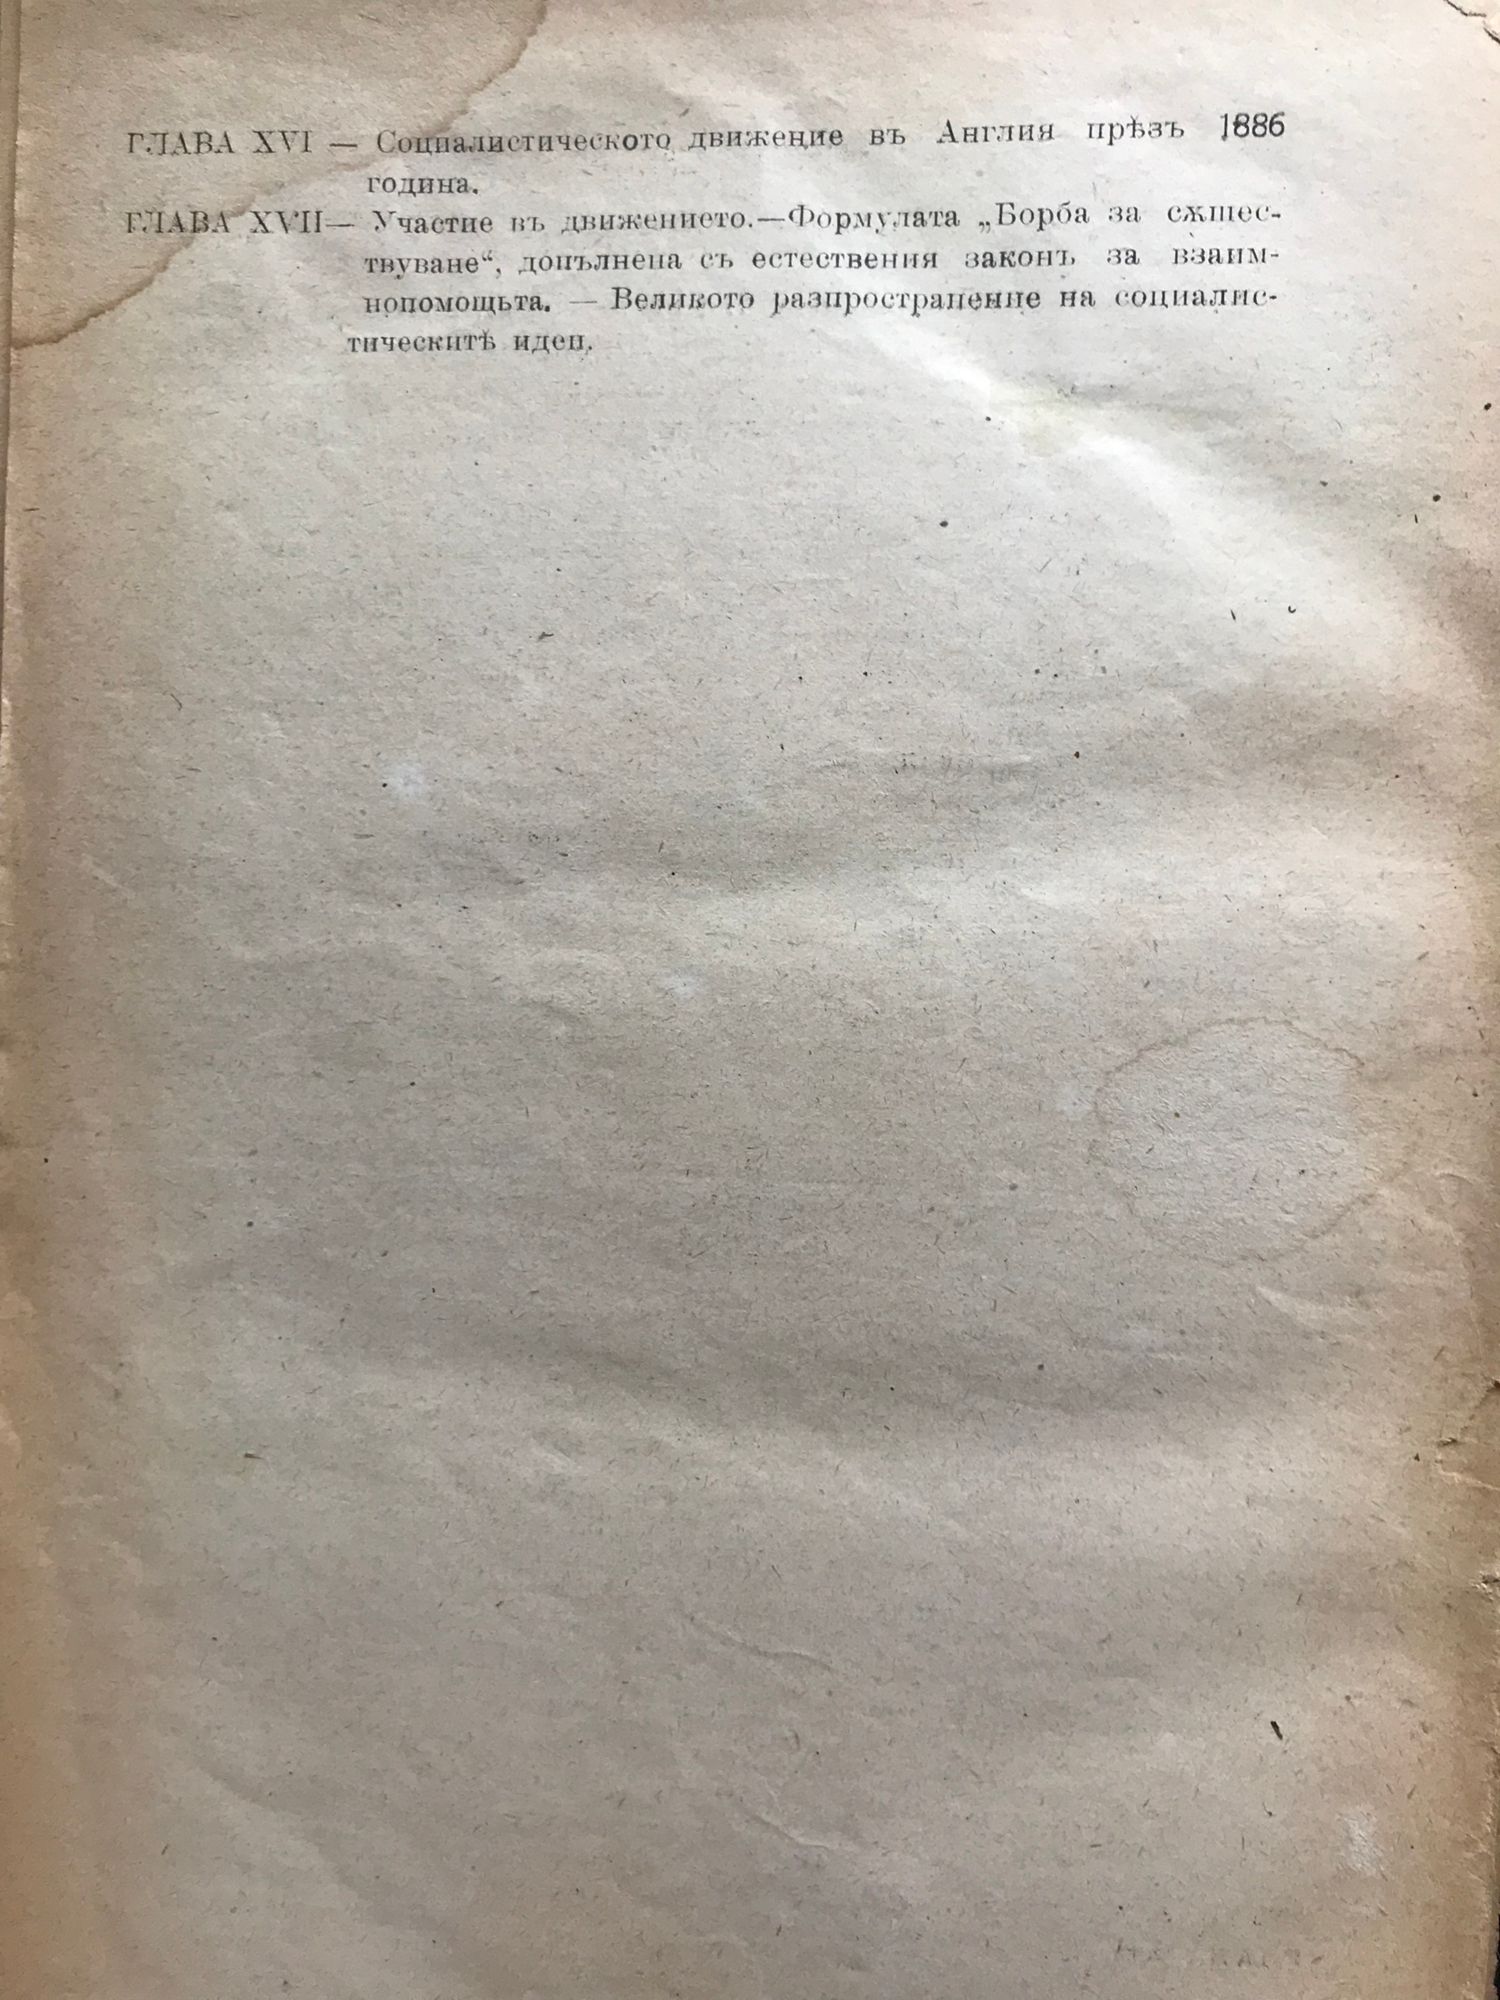 ГЛАВА XVI — Социалистическото движение въ Англия прѣзъ 1886
година.
ГЛАВА XVII— Участие въ движението.—Формулата „Борба за сѫщес-
твуване“, допълнена съ естествения законъ за взаим-
нопомощьта. — Великото разпространение на социалис-
тическитѣ идеи.